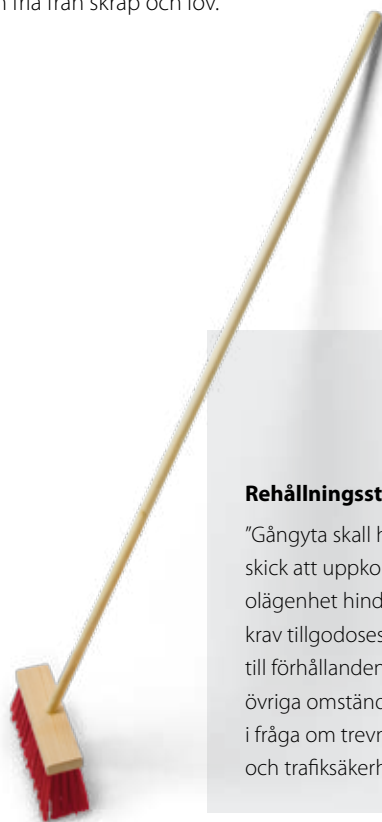 n fria från skräp och löv.
Rehållningsst
”Gångyta skall h
skick att uppko
olägenhet hind
krav tillgodoses
till förhållanden
övriga omständ
i fråga om trevn
och trafiksäkerh